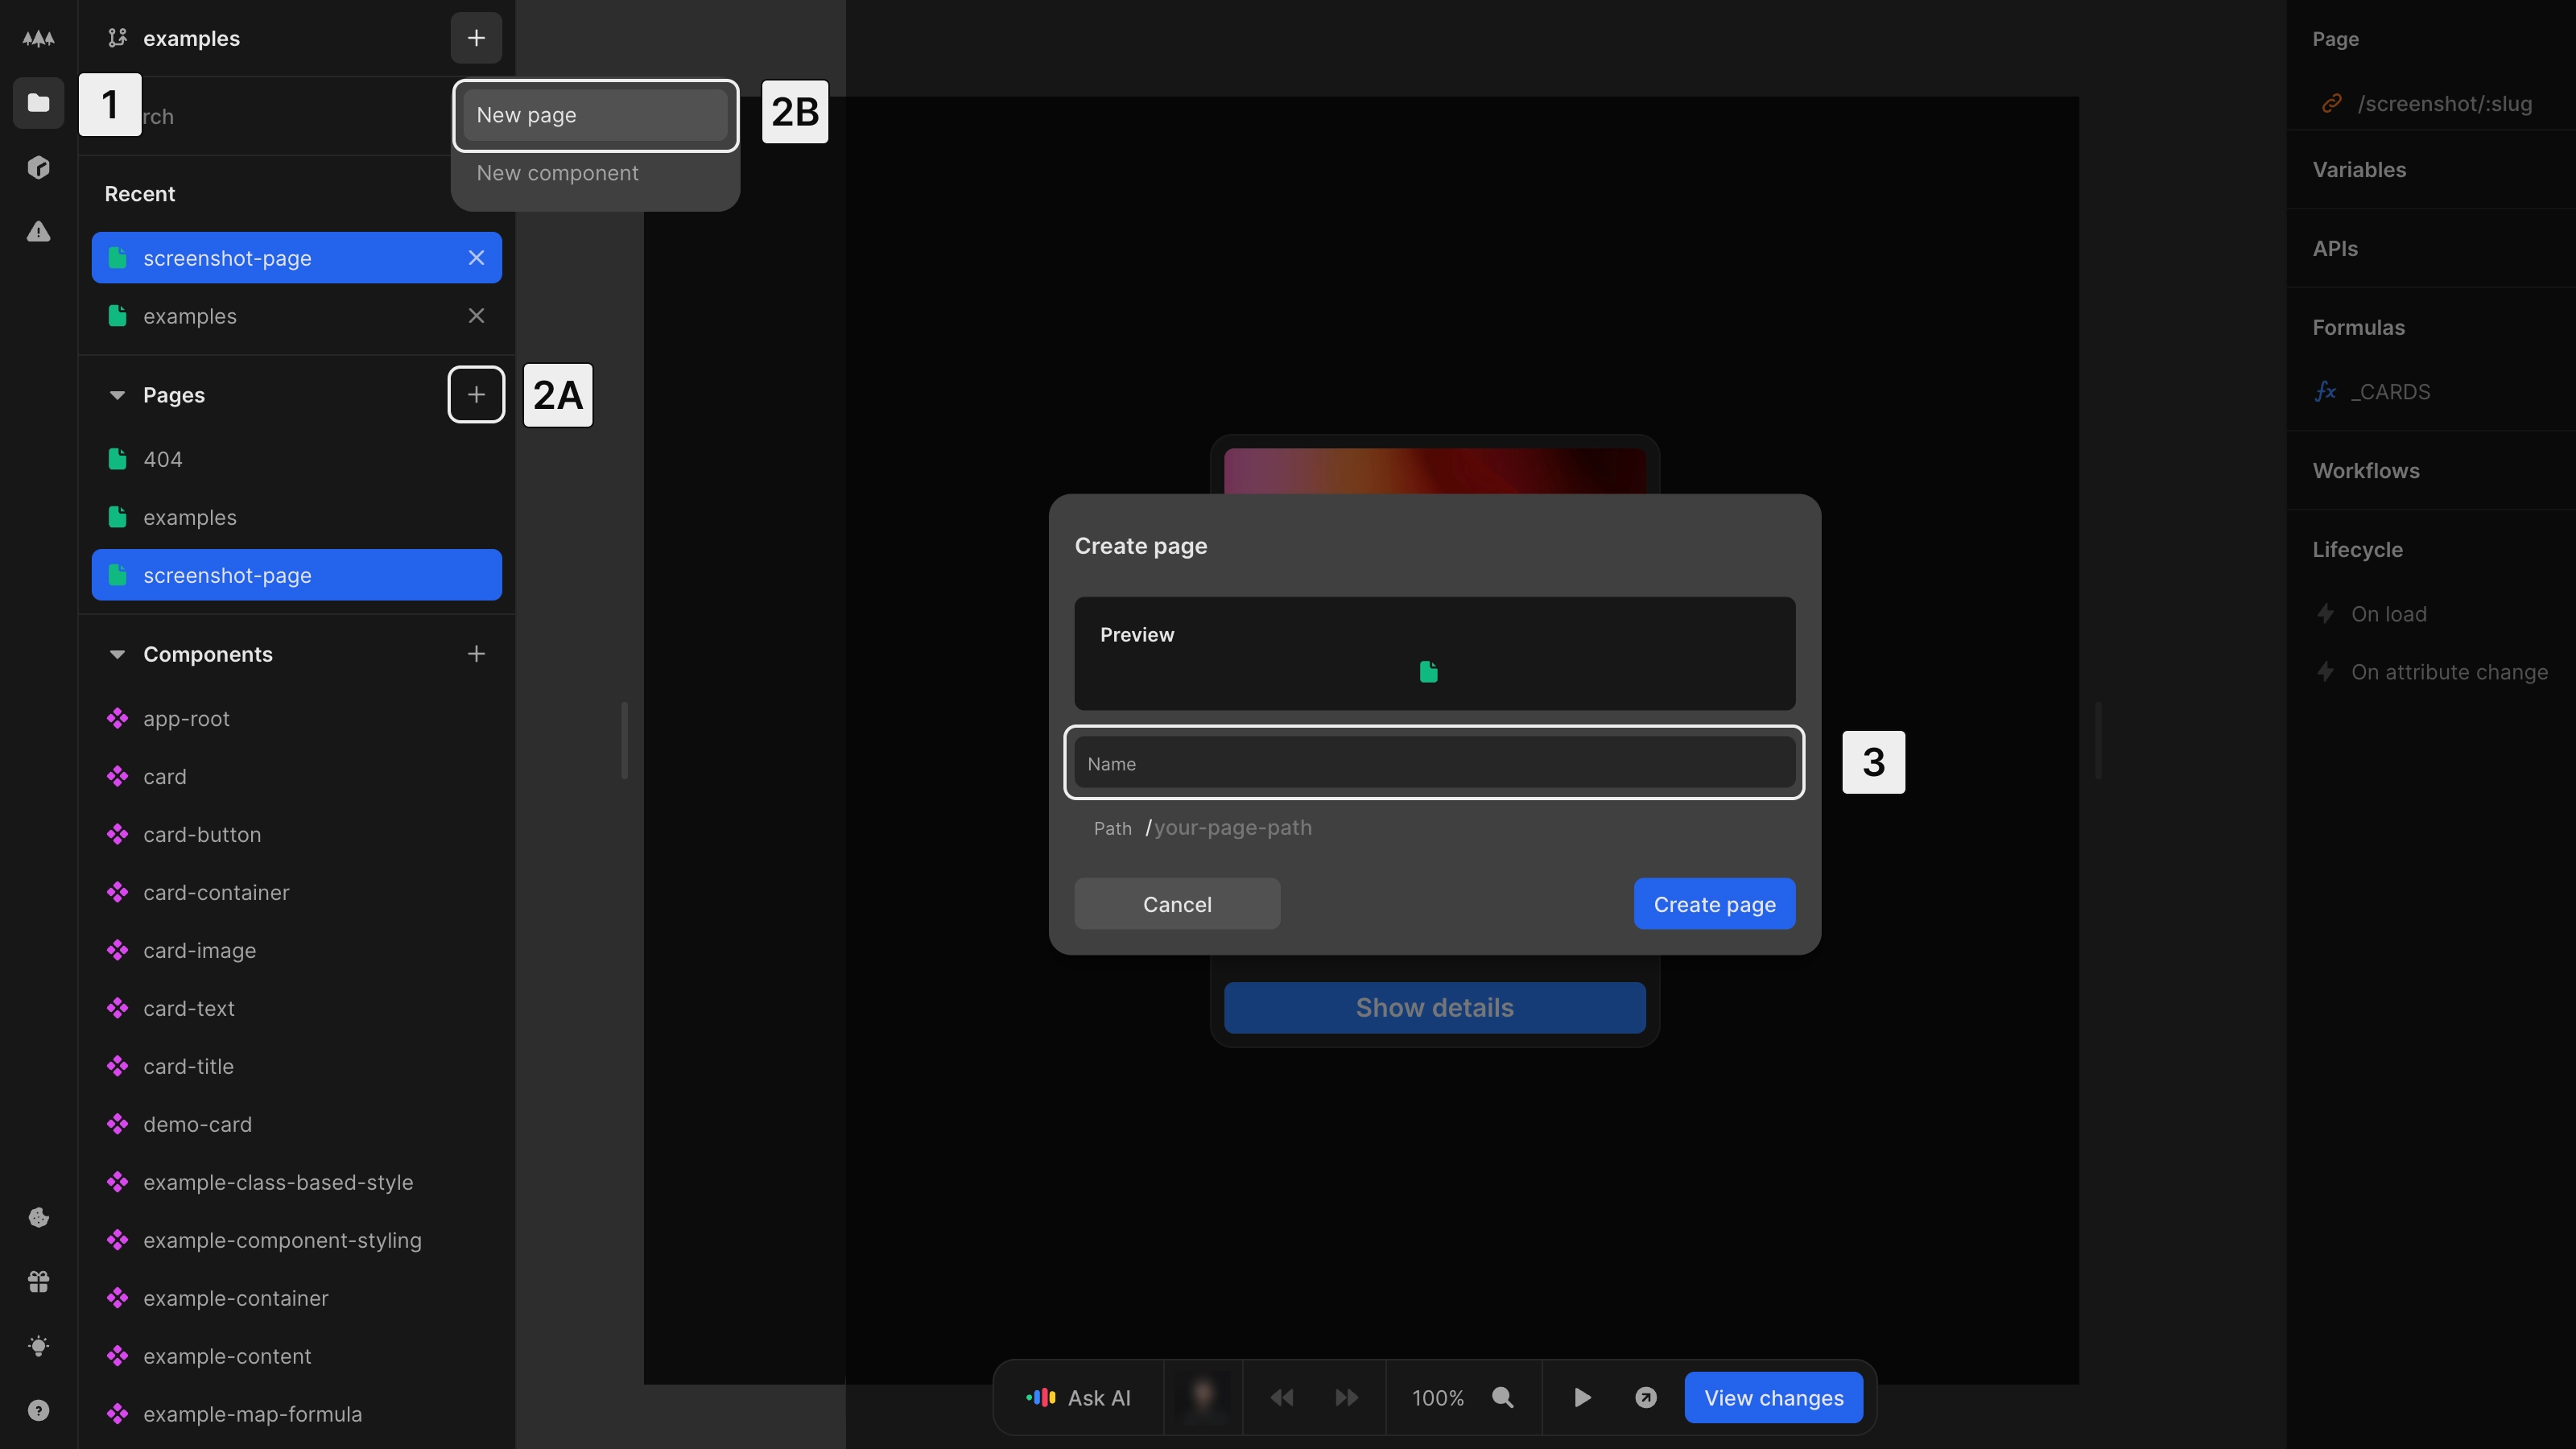 examples
1
rch
New page
2B
New component
Recent
screenshot-page
examples
Pages
2A
404
examples
screenshot-page
Components
app-root
card
card-button
card-container
card-image
card-text
card-title
demo-card
example-class-based-style
example-component-styling
example-container
example-content
example-map-formula
Create page
Preview
Name
3
Path /your-page-path
Cancel
Create page
Show details
Ask AI
100%
View changes
Page
/screenshot/:slug
Variables
APIs
Formulas
fx _CARDS
Workflows
Lifecycle
On load
On attribute change